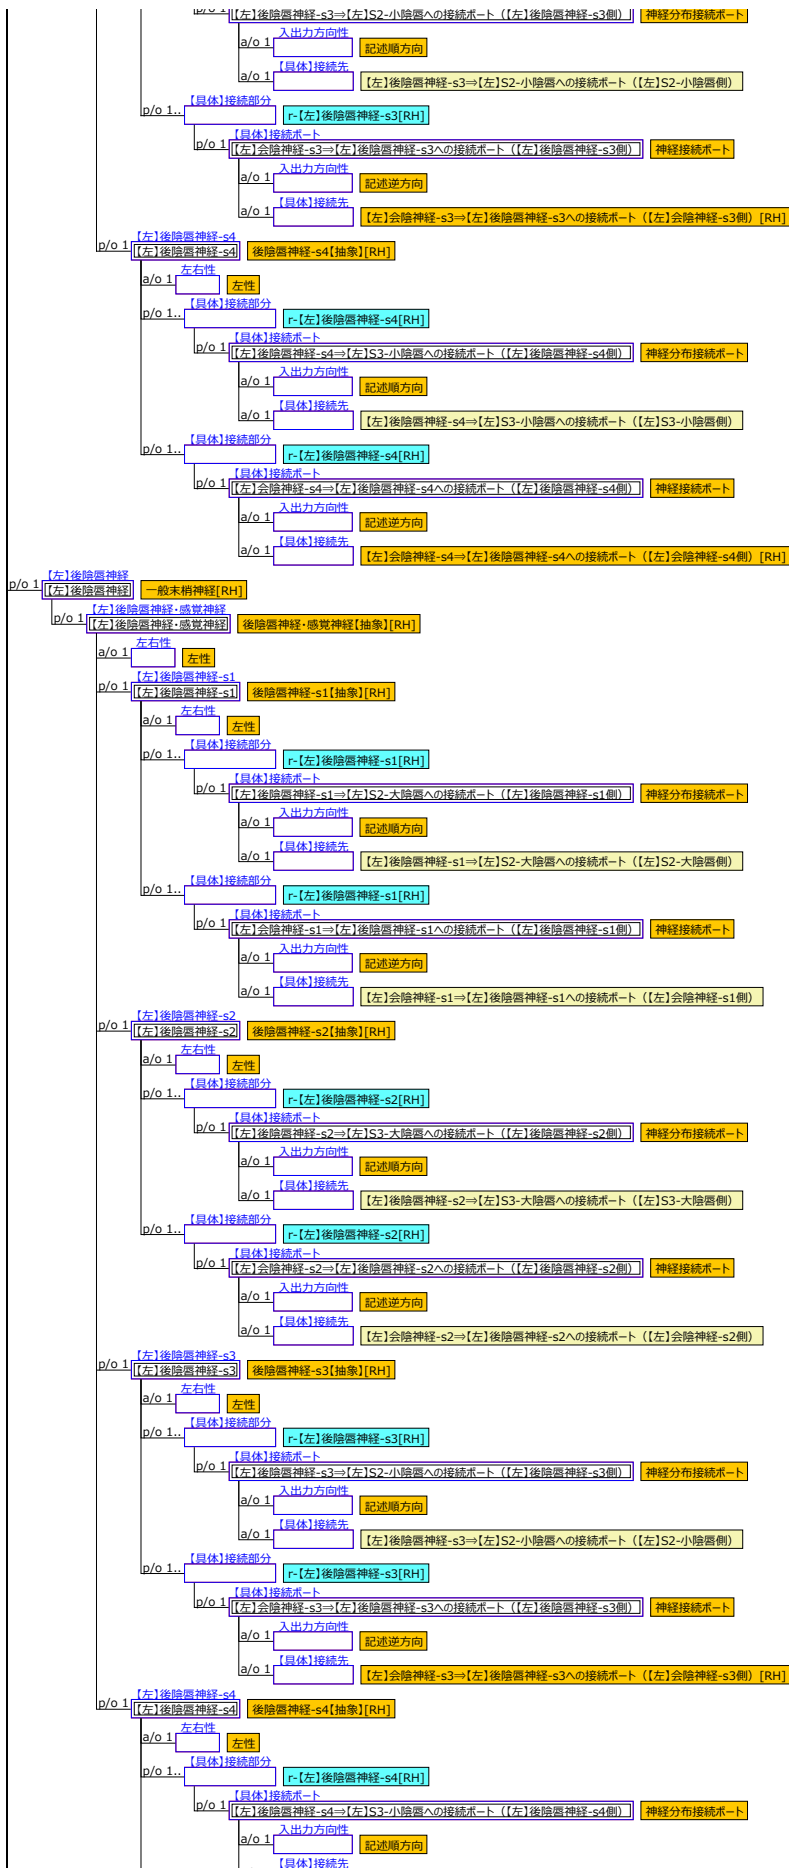 p/o 1 【左】後陰唇神経-s3⇒【左】S2-小陰唇への接続ポート（【左】後陰唇神経-s3側） 神経分布接続ポート
入出力方向性
a/o 1 記述順方向
【具体】接続先
a/o 1 【左】後陰唇神経-s3⇒【左】S2-小陰唇への接続ポート（【左】S2-小陰唇側）
【具体】接続部分
p/o 1.. r-【左】後陰唇神経-s3[RH]
【具体】接続ポート
p/o 1 【左】会陰神経-s3⇒【左】後陰唇神経-s3への接続ポート（【左】後陰唇神経-s3側） 神経接続ポート
入出力方向性
a/o 1 記述逆方向
【具体】接続先
a/o 1 【左】会陰神経-s3⇒【左】後陰唇神経-s3への接続ポート（【左】会陰神経-s3側）[RH]
【左】後陰唇神経-s4
p/o 1 【左】後陰唇神経-s4 後陰唇神経-s4【抽象】[RH]
左右性
a/o 1 左性
【具体】接続部分
p/o 1.. r-【左】後陰唇神経-s4[RH]
【具体】接続ポート
p/o 1 【左】後陰唇神経-s4⇒【左】S3-小陰唇への接続ポート（【左】後陰唇神経-s4側） 神経分布接続ポート
入出力方向性
a/o 1 記述順方向
【具体】接続先
a/o 1 【左】後陰唇神経-s4⇒【左】S3-小陰唇への接続ポート（【左】S3-小陰唇側）
【具体】接続部分
p/o 1.. r-【左】後陰唇神経-s4[RH]
【具体】接続ポート
p/o 1 【左】会陰神経-s4⇒【左】後陰唇神経-s4への接続ポート（【左】後陰唇神経-s4側） 神経接続ポート
入出力方向性
a/o 1 記述逆方向
【具体】接続先
a/o 1 【左】会陰神経-s4⇒【左】後陰唇神経-s4への接続ポート（【左】会陰神経-s4側）[RH]
【左】後陰唇神経
p/o 1 【左】後陰唇神経 一般末梢神経[RH]
【左】後陰唇神経・感覚神経
p/o 1 【左】後陰唇神経・感覚神経 後陰唇神経・感覚神経【抽象】[RH]
左右性
a/o 1 左性
【左】後陰唇神経-s1
p/o 1 【左】後陰唇神経-s1 後陰唇神経-s1【抽象】[RH]
左右性
a/o 1 左性
【具体】接続部分
p/o 1.. r-【左】後陰唇神経-s1[RH]
【具体】接続ポート
p/o 1 【左】後陰唇神経-s1⇒【左】S2-大陰唇への接続ポート（【左】後陰唇神経-s1側） 神経分布接続ポート
入出力方向性
a/o 1 記述順方向
【具体】接続先
a/o 1 【左】後陰唇神経-s1⇒【左】S2-大陰唇への接続ポート（【左】S2-大陰唇側）
【具体】接続部分
p/o 1.. r-【左】後陰唇神経-s1[RH]
【具体】接続ポート
p/o 1 【左】会陰神経-s1⇒【左】後陰唇神経-s1への接続ポート（【左】後陰唇神経-s1側） 神経接続ポート
入出力方向性
a/o 1 記述逆方向
【具体】接続先
a/o 1 【左】会陰神経-s1⇒【左】後陰唇神経-s1への接続ポート（【左】会陰神経-s1側）
【左】後陰唇神経-s2
p/o 1 【左】後陰唇神経-s2 後陰唇神経-s2【抽象】[RH]
左右性
a/o 1 左性
【具体】接続部分
p/o 1.. r-【左】後陰唇神経-s2[RH]
【具体】接続ポート
p/o 1 【左】後陰唇神経-s2⇒【左】S3-大陰唇への接続ポート（【左】後陰唇神経-s2側） 神経分布接続ポート
入出力方向性
a/o 1 記述順方向
【具体】接続先
a/o 1 【左】後陰唇神経-s2⇒【左】S3-大陰唇への接続ポート（【左】S3-大陰唇側）
【具体】接続部分
p/o 1.. r-【左】後陰唇神経-s2[RH]
【具体】接続ポート
p/o 1 【左】会陰神経-s2⇒【左】後陰唇神経-s2への接続ポート（【左】後陰唇神経-s2側） 神経接続ポート
入出力方向性
a/o 1 記述逆方向
【具体】接続先
a/o 1 【左】会陰神経-s2⇒【左】後陰唇神経-s2への接続ポート（【左】会陰神経-s2側）
【左】後陰唇神経-s3
p/o 1 【左】後陰唇神経-s3 後陰唇神経-s3【抽象】[RH]
左右性
a/o 1 左性
【具体】接続部分
p/o 1.. r-【左】後陰唇神経-s3[RH]
【具体】接続ポート
p/o 1 【左】後陰唇神経-s3⇒【左】S2-小陰唇への接続ポート（【左】後陰唇神経-s3側） 神経分布接続ポート
入出力方向性
a/o 1 記述順方向
【具体】接続先
a/o 1 【左】後陰唇神経-s3⇒【左】S2-小陰唇への接続ポート（【左】S2-小陰唇側）
【具体】接続部分
p/o 1.. r-【左】後陰唇神経-s3[RH]
【具体】接続ポート
p/o 1 【左】会陰神経-s3⇒【左】後陰唇神経-s3への接続ポート（【左】後陰唇神経-s3側） 神経接続ポート
入出力方向性
a/o 1 記述逆方向
【具体】接続先
a/o 1 【左】会陰神経-s3⇒【左】後陰唇神経-s3への接続ポート（【左】会陰神経-s3側）[RH]
【左】後陰唇神経-s4
p/o 1 【左】後陰唇神経-s4 後陰唇神経-s4【抽象】[RH]
左右性
a/o 1 左性
【具体】接続部分
p/o 1.. r-【左】後陰唇神経-s4[RH]
【具体】接続ポート
p/o 1 【左】後陰唇神経-s4⇒【左】S3-小陰唇への接続ポート（【左】後陰唇神経-s4側） 神経分布接続ポート
入出力方向性
a/o 1 記述順方向
【具体】接続先